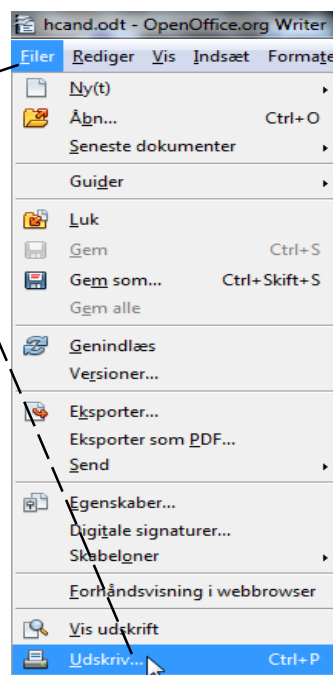 hcand.odt - OpenOffice.org Writer
Filer Rediger Vis Indsæt Formate
Ny(t)
Åbn... Ctrl+O
Seneste dokumenter
Guider
Luk
Gem Ctrl+S
Gem som... Ctrl+Skift+S
Gem alle
Genindlæs
Versioner...
Eksporter...
Eksporter som PDF...
Send
Egenskaber...
Digitale signaturer...
Skabeloner
Forhåndsvisning i webbrowser
Vis udskrift
Udskriv... Ctrl+P